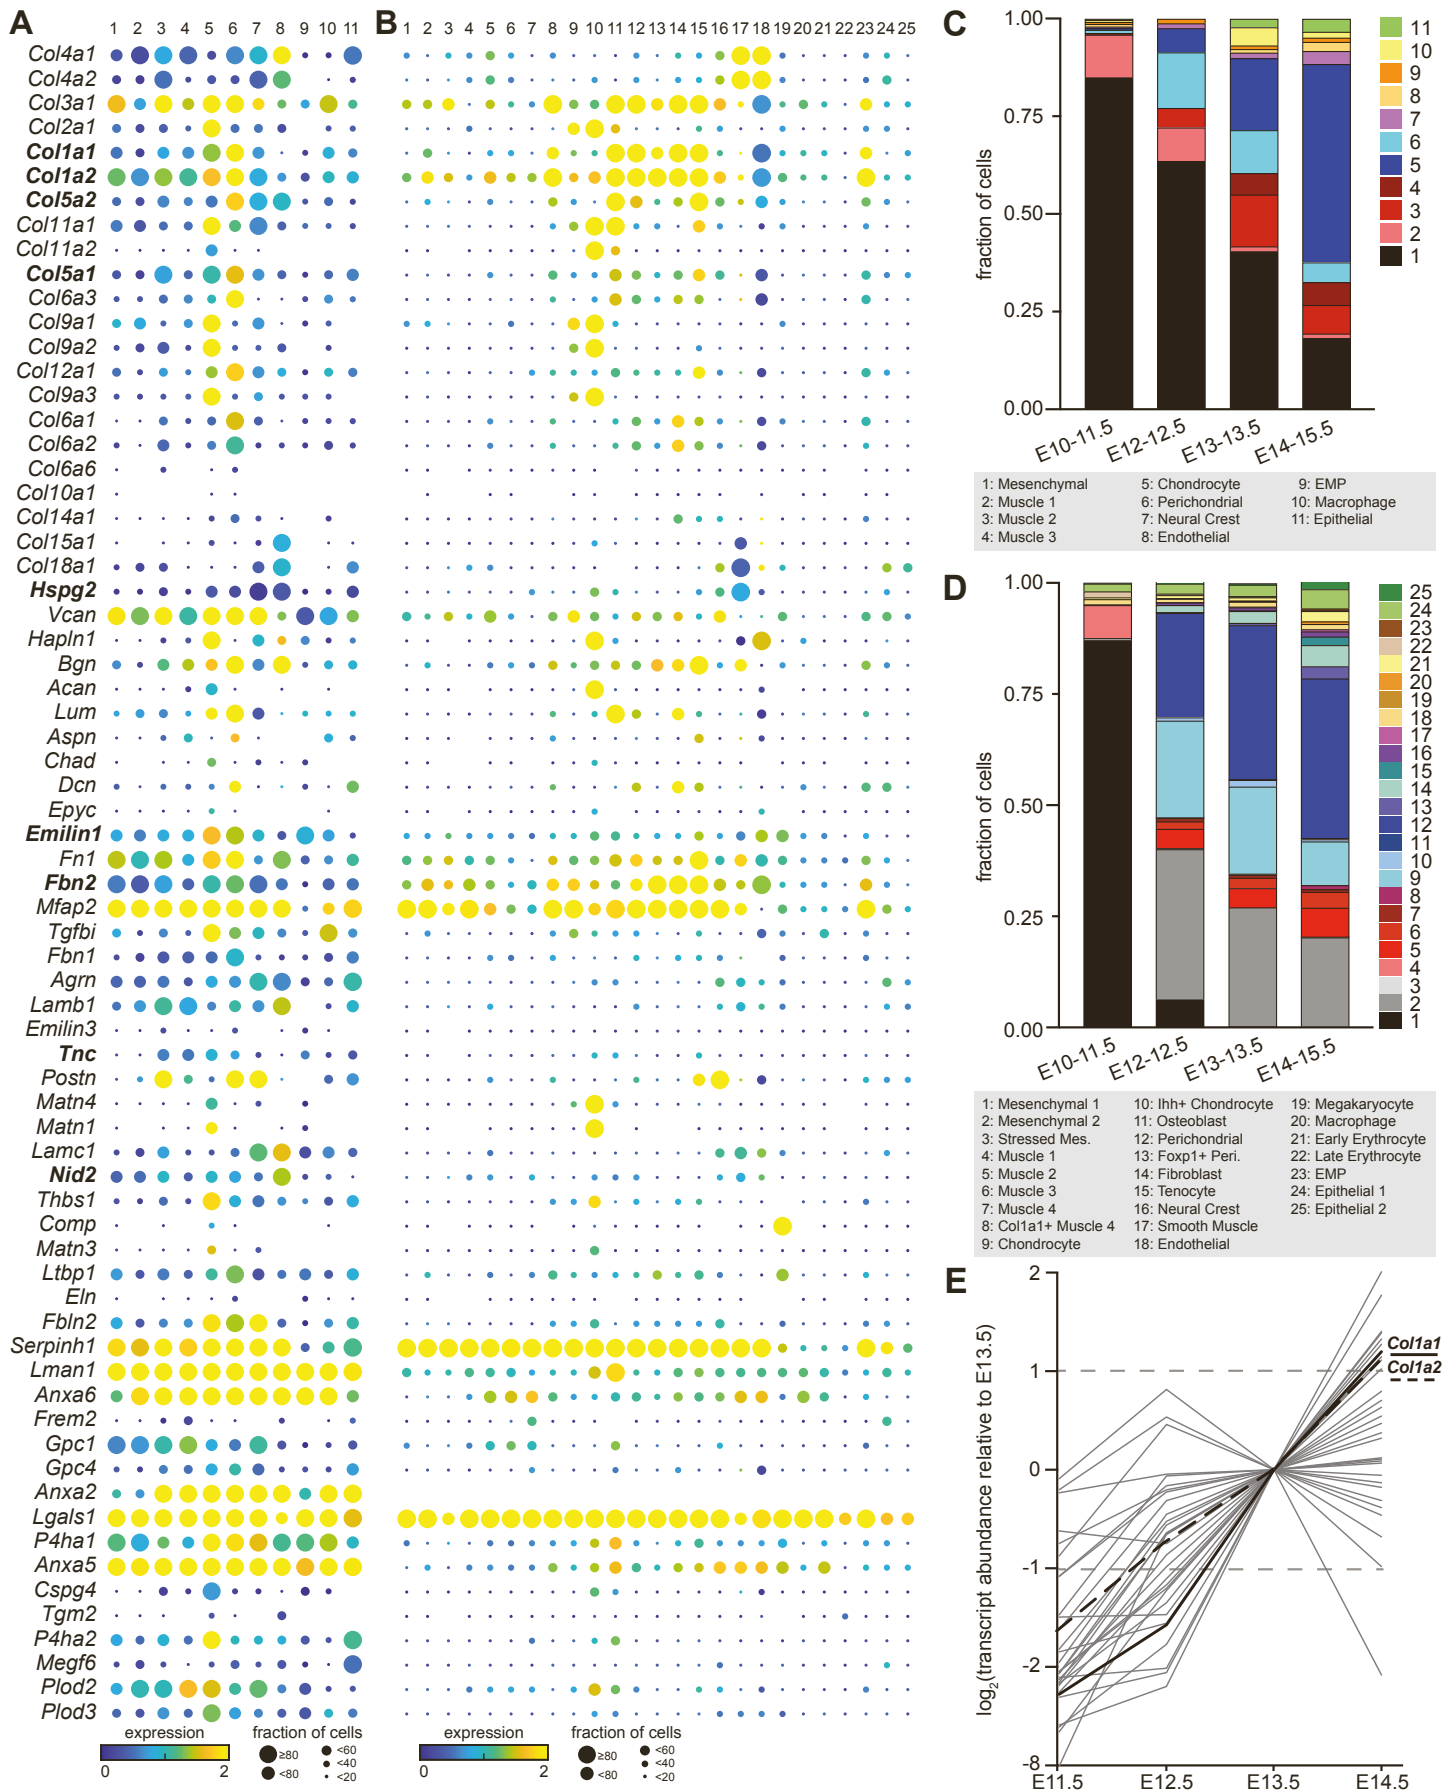 A
1 2 3 4 5 6 7 8 9 10 11
Col4a1
Col4a2
Col3a1
Col2a1
Col1a1
Col1a2
Col5a2
Col11a1
Col11a2
Col5a1
Col6a3
Col9a1
Col9a2
Col12a1
Col9a3
Col6a1
Col6a2
Col6a6
Col10a1
Col14a1
Col15a1
Col18a1
Hspg2
Vcan
Hapln1
Bgn
Acan
Lum
Aspn
Chad
Dcn
Epyc
Emilin1
Fn1
Fbn2
Mfap2
Tgfbi
Fbn1
Agrn
Lamb1
Emilin3
Tnc
Postn
Matn4
Matn1
Lamc1
Nid2
Thbs1
Comp
Matn3
Ltbp1
Eln
Fbln2
Serpinh1
Lman1
Anxa6
Frem2
Gpc1
Gpc4
Anxa2
Lgals1
P4ha1
Anxa5
Cspg4
Tgm2
P4ha2
Megf6
Plod2
Plod3
expression
0 2
fraction of cells
≥80 <60
<80 <40
<20
B
1 2 3 4 5 6 7 8 9 10 11 12 13 14 15 16 17 18 19 20 21 22 23 24 25
expression
0 2
fraction of cells
≥80 <60
<80 <40
<20
C
fraction of cells
1.00
0.75
0.50
0.25
0.00
E10-11.5
E12-12.5
E13-13.5
E14-15.5
11
10
9
8
7
6
5
4
3
2
1
1: Mesenchymal 5: Chondrocyte 9: EMP
2: Muscle 1 6: Perichondrial 10: Macrophage
3: Muscle 2 7: Neural Crest 11: Epithelial
4: Muscle 3 8: Endothelial
D
fraction of cells
1.00
0.75
0.50
0.25
0.00
E10-11.5
E12-12.5
E13-13.5
E14-15.5
25
24
23
22
21
20
19
18
17
16
15
14
13
12
11
10
9
8
7
6
5
4
3
2
1
1: Mesenchymal 1 10: Ihh+ Chondrocyte 19: Megakaryocyte
2: Mesenchymal 2 11: Osteoblast 20: Macrophage
3: Stressed Mes. 12: Perichondrial 21: Early Erythrocyte
4: Muscle 1 13: Foxp1+ Peri. 22: Late Erythrocyte
5: Muscle 2 14: Fibroblast 23: EMP
6: Muscle 3 15: Tenocyte 24: Epithelial 1
7: Muscle 4 16: Neural Crest 25: Epithelial 2
8: Col1a1+ Muscle 4 17: Smooth Muscle
9: Chondrocyte 18: Endothelial
E
log2(transcript abundance relative to E13.5)
2
1
0
-1
-2
-8
E11.5 E12.5 E13.5 E14.5
Col1a1
Col1a2